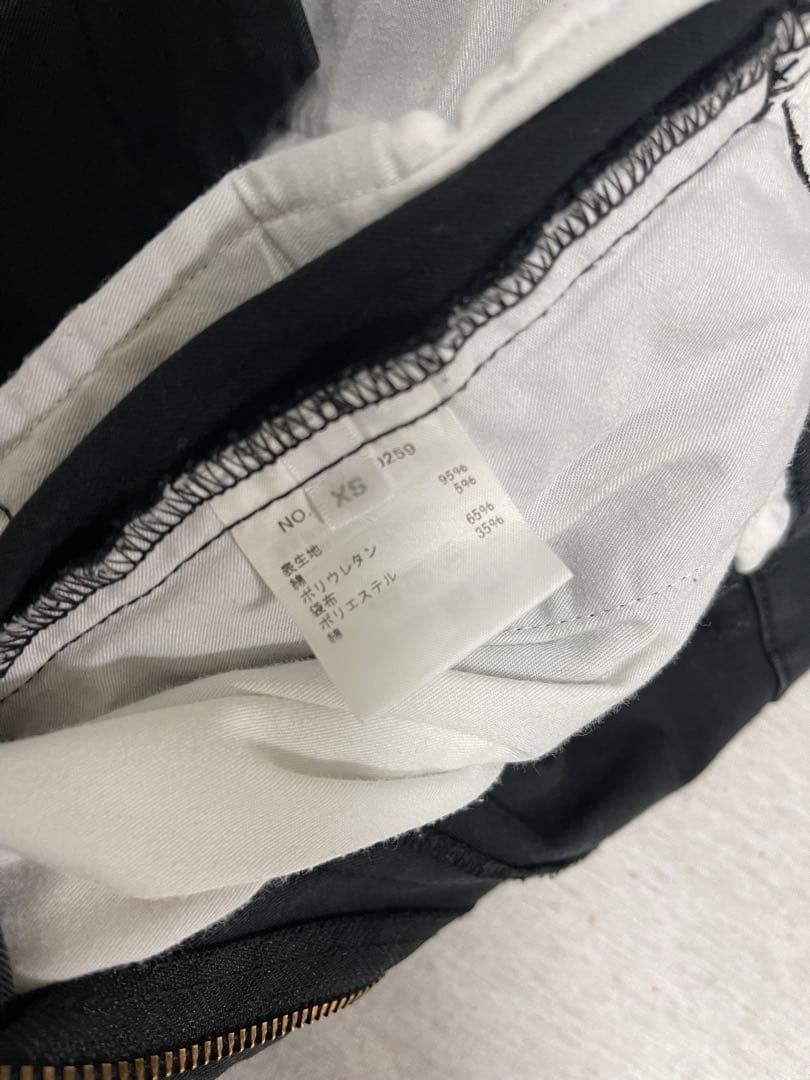 NO. 0259
XS
表生地
綿 95%
ポリウレタン 5%
袋布
ポリエステル 65%
綿 35%